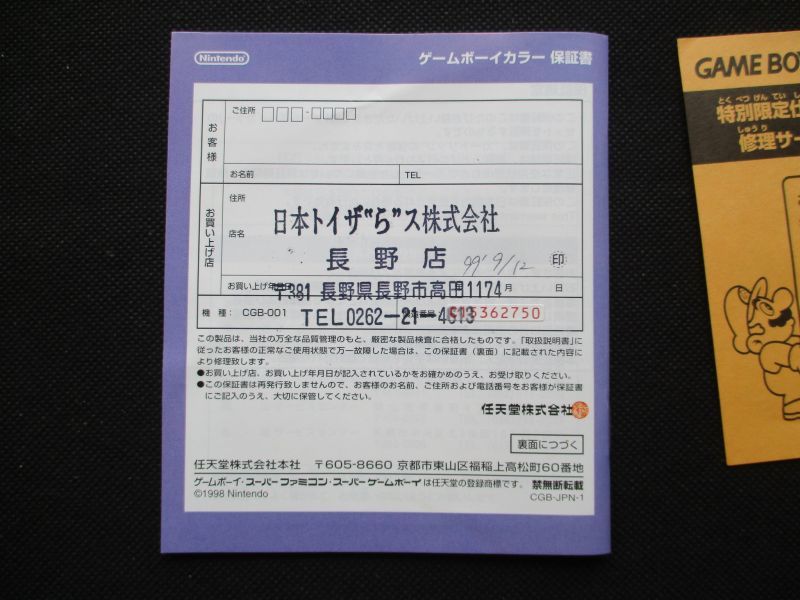 Nintendo
ゲームボーイカラー 保証書
お客様
ご住所 □□□-□□□□
お名前
TEL
お買い上げ店
住所
店名
日本トイザ"ら"ス株式会社
長野店
99' 9/12
印
お買い上げ年月日
月 日
〒381 長野県長野市高田1174
機種: CGB-001
TEL0262-21-4613
C15362750
この製品は、当社の万全な品質管理のもと、厳密な製品検査に合格したものです。「取扱説明書」に
従ったお客様の正常なご使用状態で万一故障した場合は、この保証書(裏面)に記載された内容に
より修理致します。
●お買い上げ店、お買い上げ年月日が記入されているかをお確かめのうえ、お受け取りください。
●この保証書は再発行致しませんので、お客様のお名前、ご住所および電話番号をお客様が保証書
にご記入のうえ、大切に保管してください。
任天堂株式会社
裏面につづく
任天堂株式会社本社 〒605-8660 京都市東山区福稲上高松町60番地
ゲームボーイ・スーパーファミコン・スーパーゲームボーイは任天堂の登録商標です。 禁無断転載
©1998 Nintendo
CGB-JPN-1
GAME BOY
とくべつげんてい
特別限定
しゅうり
修理サー